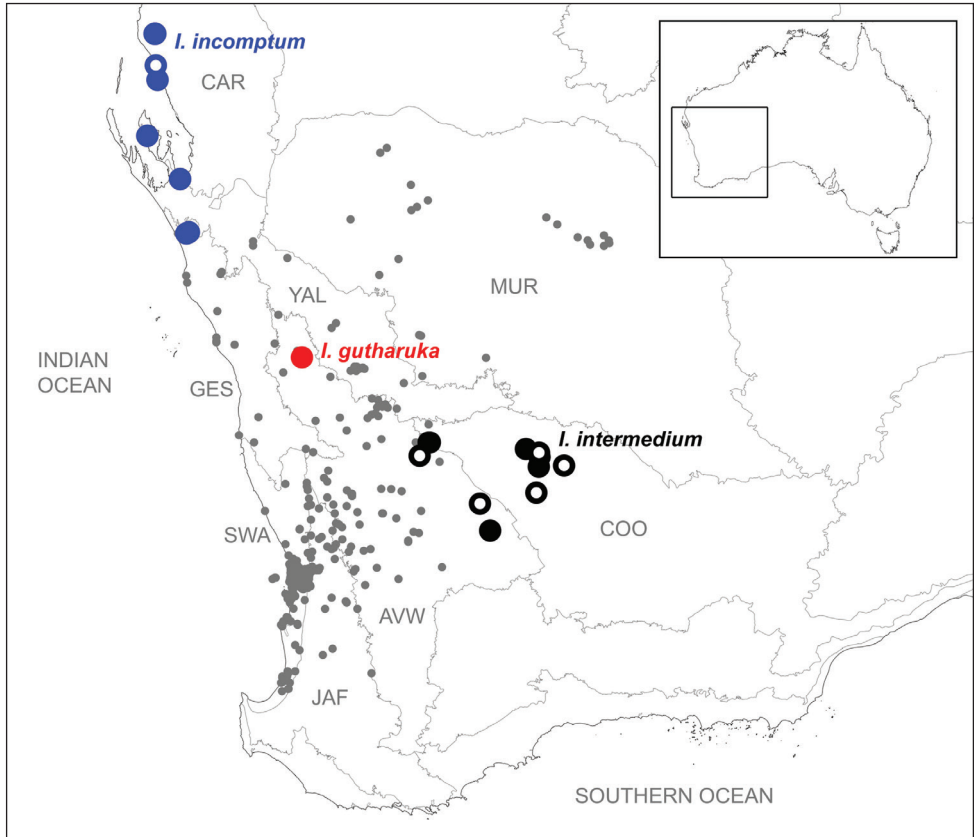 I. incomptum
CAR
MUR
YAL
I. gutharuka
INDIAN
OCEAN
GES
I. intermedium
SWA
COO
AVW
JAF
SOUTHERN OCEAN